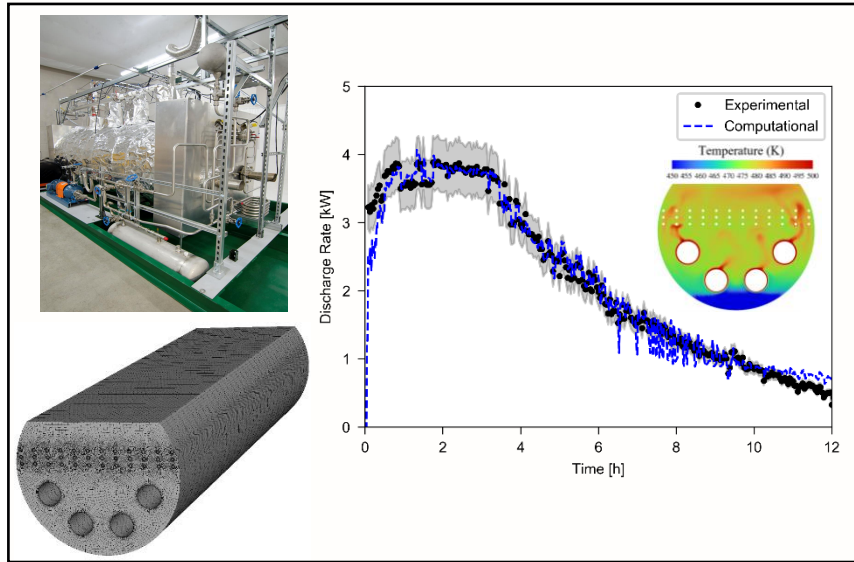 5
4
3
2
1
0
Discharge Rate [kW]
0 2 4 6 8 10 12
Time [h]
Experimental
Computational
Temperature (K)
450 455 460 465 470 475 480 485 490 495 500